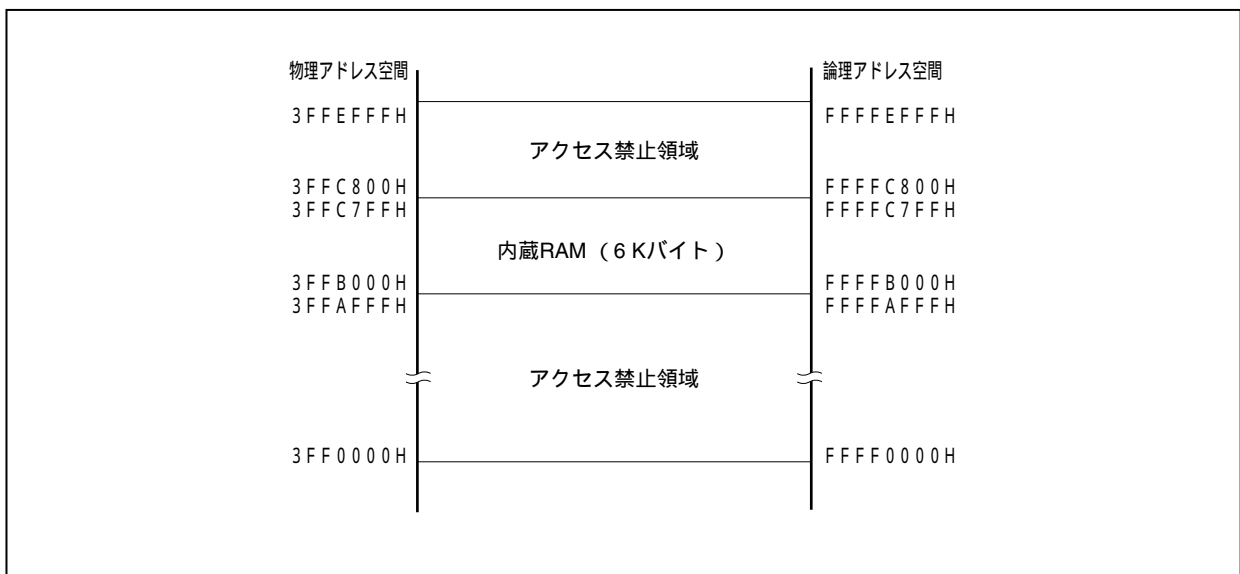 物理アドレス空間 論理アドレス空間
3FFEFFFH FFFFEFFFH
アクセス禁止領域
3FFC800H FFFFC800H
3FFC7FFH FFFFC7FFH
内蔵RAM（6 Kバイト）
3FFB000H FFFFB000H
3FFAFFFH FFFFAFFFH
アクセス禁止領域
3FF0000H FFFF0000H